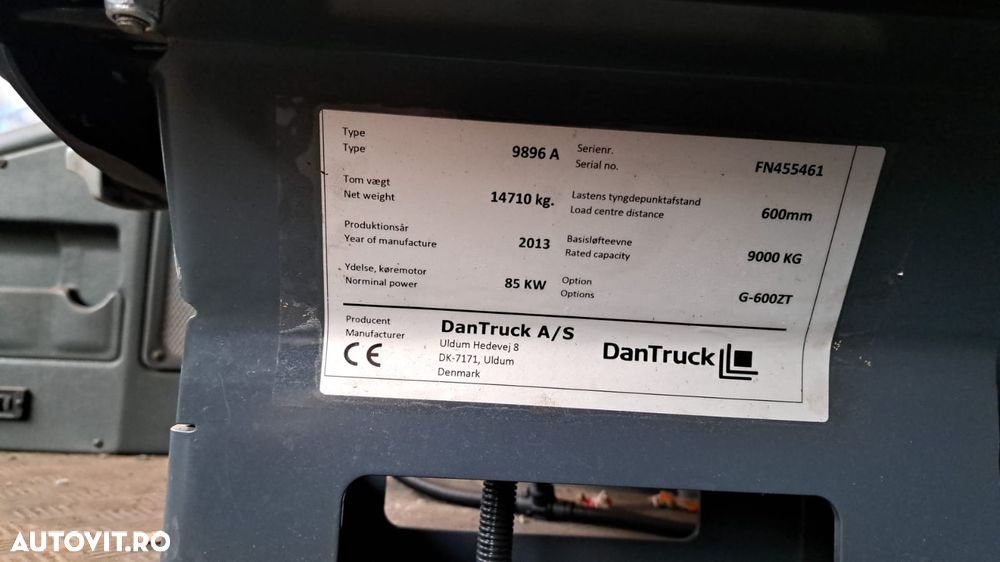 Type
Type
9896 A
Serienr.
Serial no.
FN455461
Tom vægt
Net weight
14710 kg.
Lastens tyngdepunktafstand
Load centre distance
600mm
Produktionsår
Year of manufacture
2013
Basisløfteevne
Rated capacity
9000 KG
Ydelse, køremotor
Norminal power
85 KW
Option
Options
G-600ZT
Producent
Manufacturer
CE
DanTruck A/S
Uldum Hedevej 8
DK-7171, Uldum
Denmark
DanTruck
AUTOVIT.RO